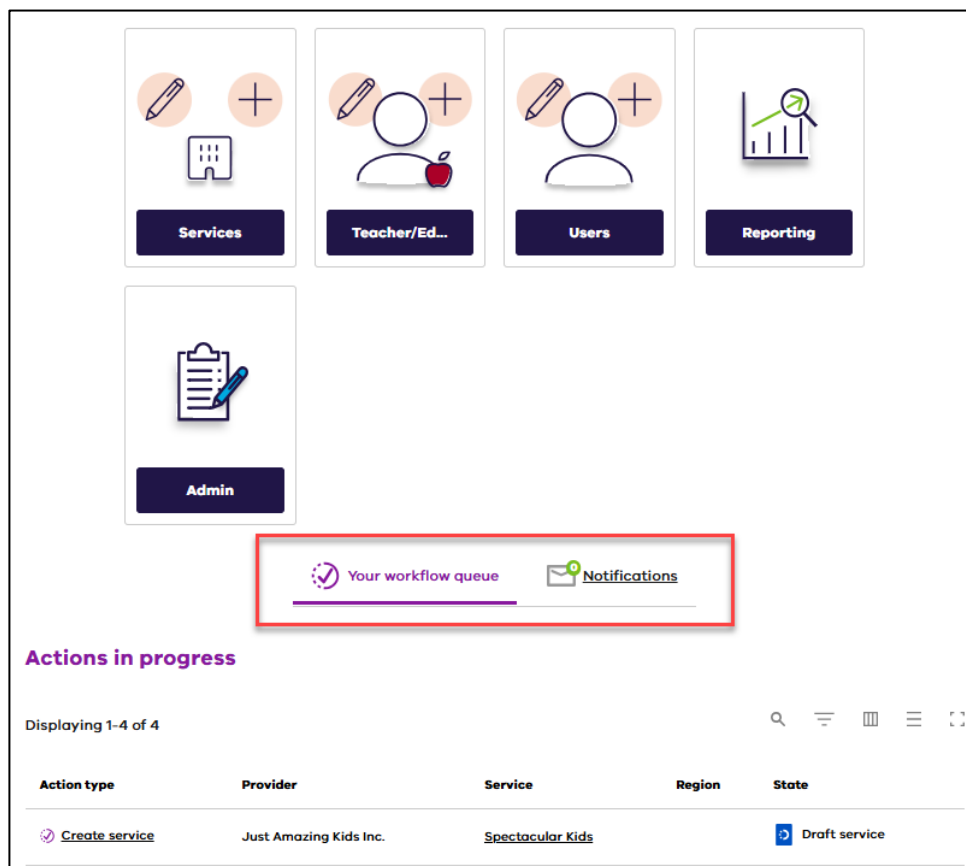 Services
Teacher/Ed...
Users
Reporting
Admin
Your workflow queue
0
Notifications
Actions in progress
Displaying 1-4 of 4
Action type Provider Service Region State
Create service Just Amazing Kids Inc. Spectacular Kids Draft service